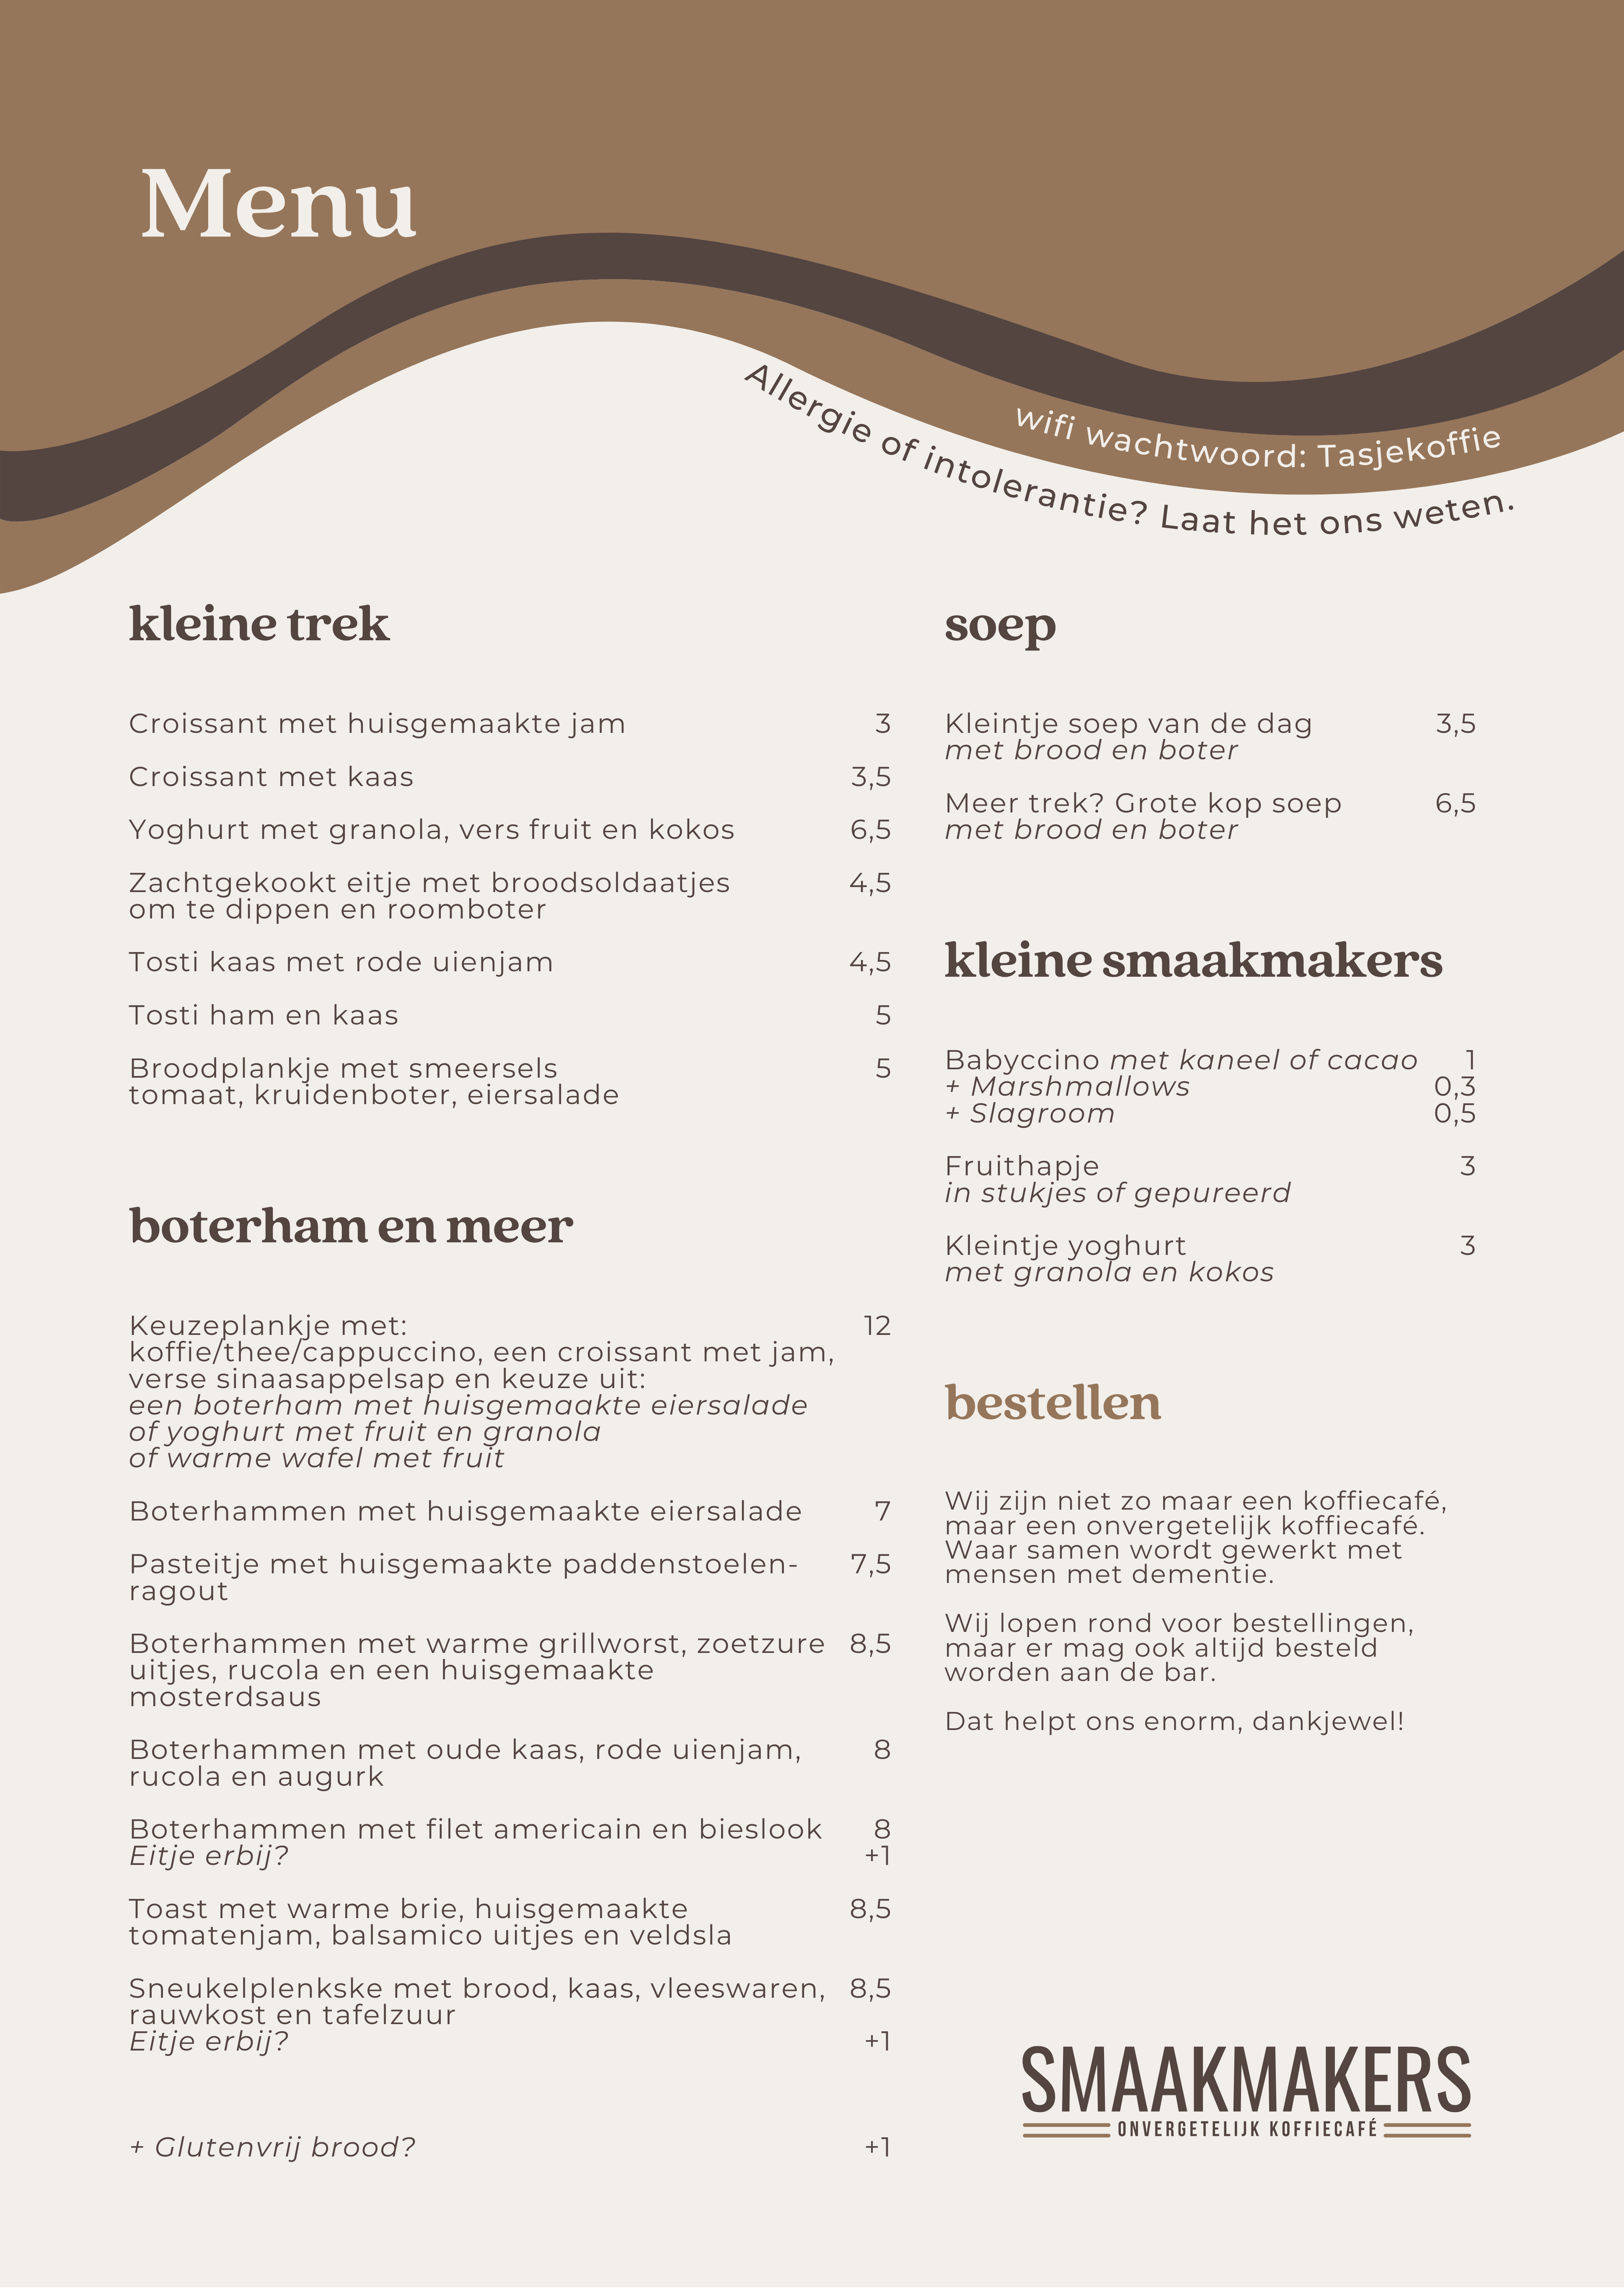 Menu
wifi wachtwoord: Tasjekoffie
Allergie of intolerantie? Laat het ons weten.
kleine trek
Croissant met huisgemaakte jam 3
Croissant met kaas 3,5
Yoghurt met granola, vers fruit en kokos 6,5
Zachtgekookt eitje met broodsoldaatjes 4,5
om te dippen en roomboter
Tosti kaas met rode uienjam 4,5
Tosti ham en kaas 5
Broodplankje met smeersels 5
tomaat, kruidenboter, eiersalade
boterham en meer
Keuzeplankje met: 12
koffie/thee/cappuccino, een croissant met jam,
verse sinaasappelsap en keuze uit:
een boterham met huisgemaakte eiersalade
of yoghurt met fruit en granola
of warme wafel met fruit
Boterhammen met huisgemaakte eiersalade 7
Pasteitje met huisgemaakte paddenstoelen- 7,5
ragout
Boterhammen met warme grillworst, zoetzure 8,5
uitjes, rucola en een huisgemaakte
mosterdsaus
Boterhammen met oude kaas, rode uienjam, 8
rucola en augurk
Boterhammen met filet americain en bieslook 8
Eitje erbij? +1
Toast met warme brie, huisgemaakte 8,5
tomatenjam, balsamico uitjes en veldsla
Sneukelplenkske met brood, kaas, vleeswaren, 8,5
rauwkost en tafelzuur
Eitje erbij? +1
+ Glutenvrij brood? +1
soep
Kleintje soep van de dag 3,5
met brood en boter
Meer trek? Grote kop soep 6,5
met brood en boter
kleine smaakmakers
Babyccino met kaneel of cacao 1
+ Marshmallows 0,3
+ Slagroom 0,5
Fruithapje 3
in stukjes of gepureerd
Kleintje yoghurt 3
met granola en kokos
bestellen
Wij zijn niet zo maar een koffiecafé,
maar een onvergetelijk koffiecafé.
Waar samen wordt gewerkt met
mensen met dementie.
Wij lopen rond voor bestellingen,
maar er mag ook altijd besteld
worden aan de bar.
Dat helpt ons enorm, dankjewel!
SMAAKMAKERS
ONVERGETELIJK KOFFIECAFÉ